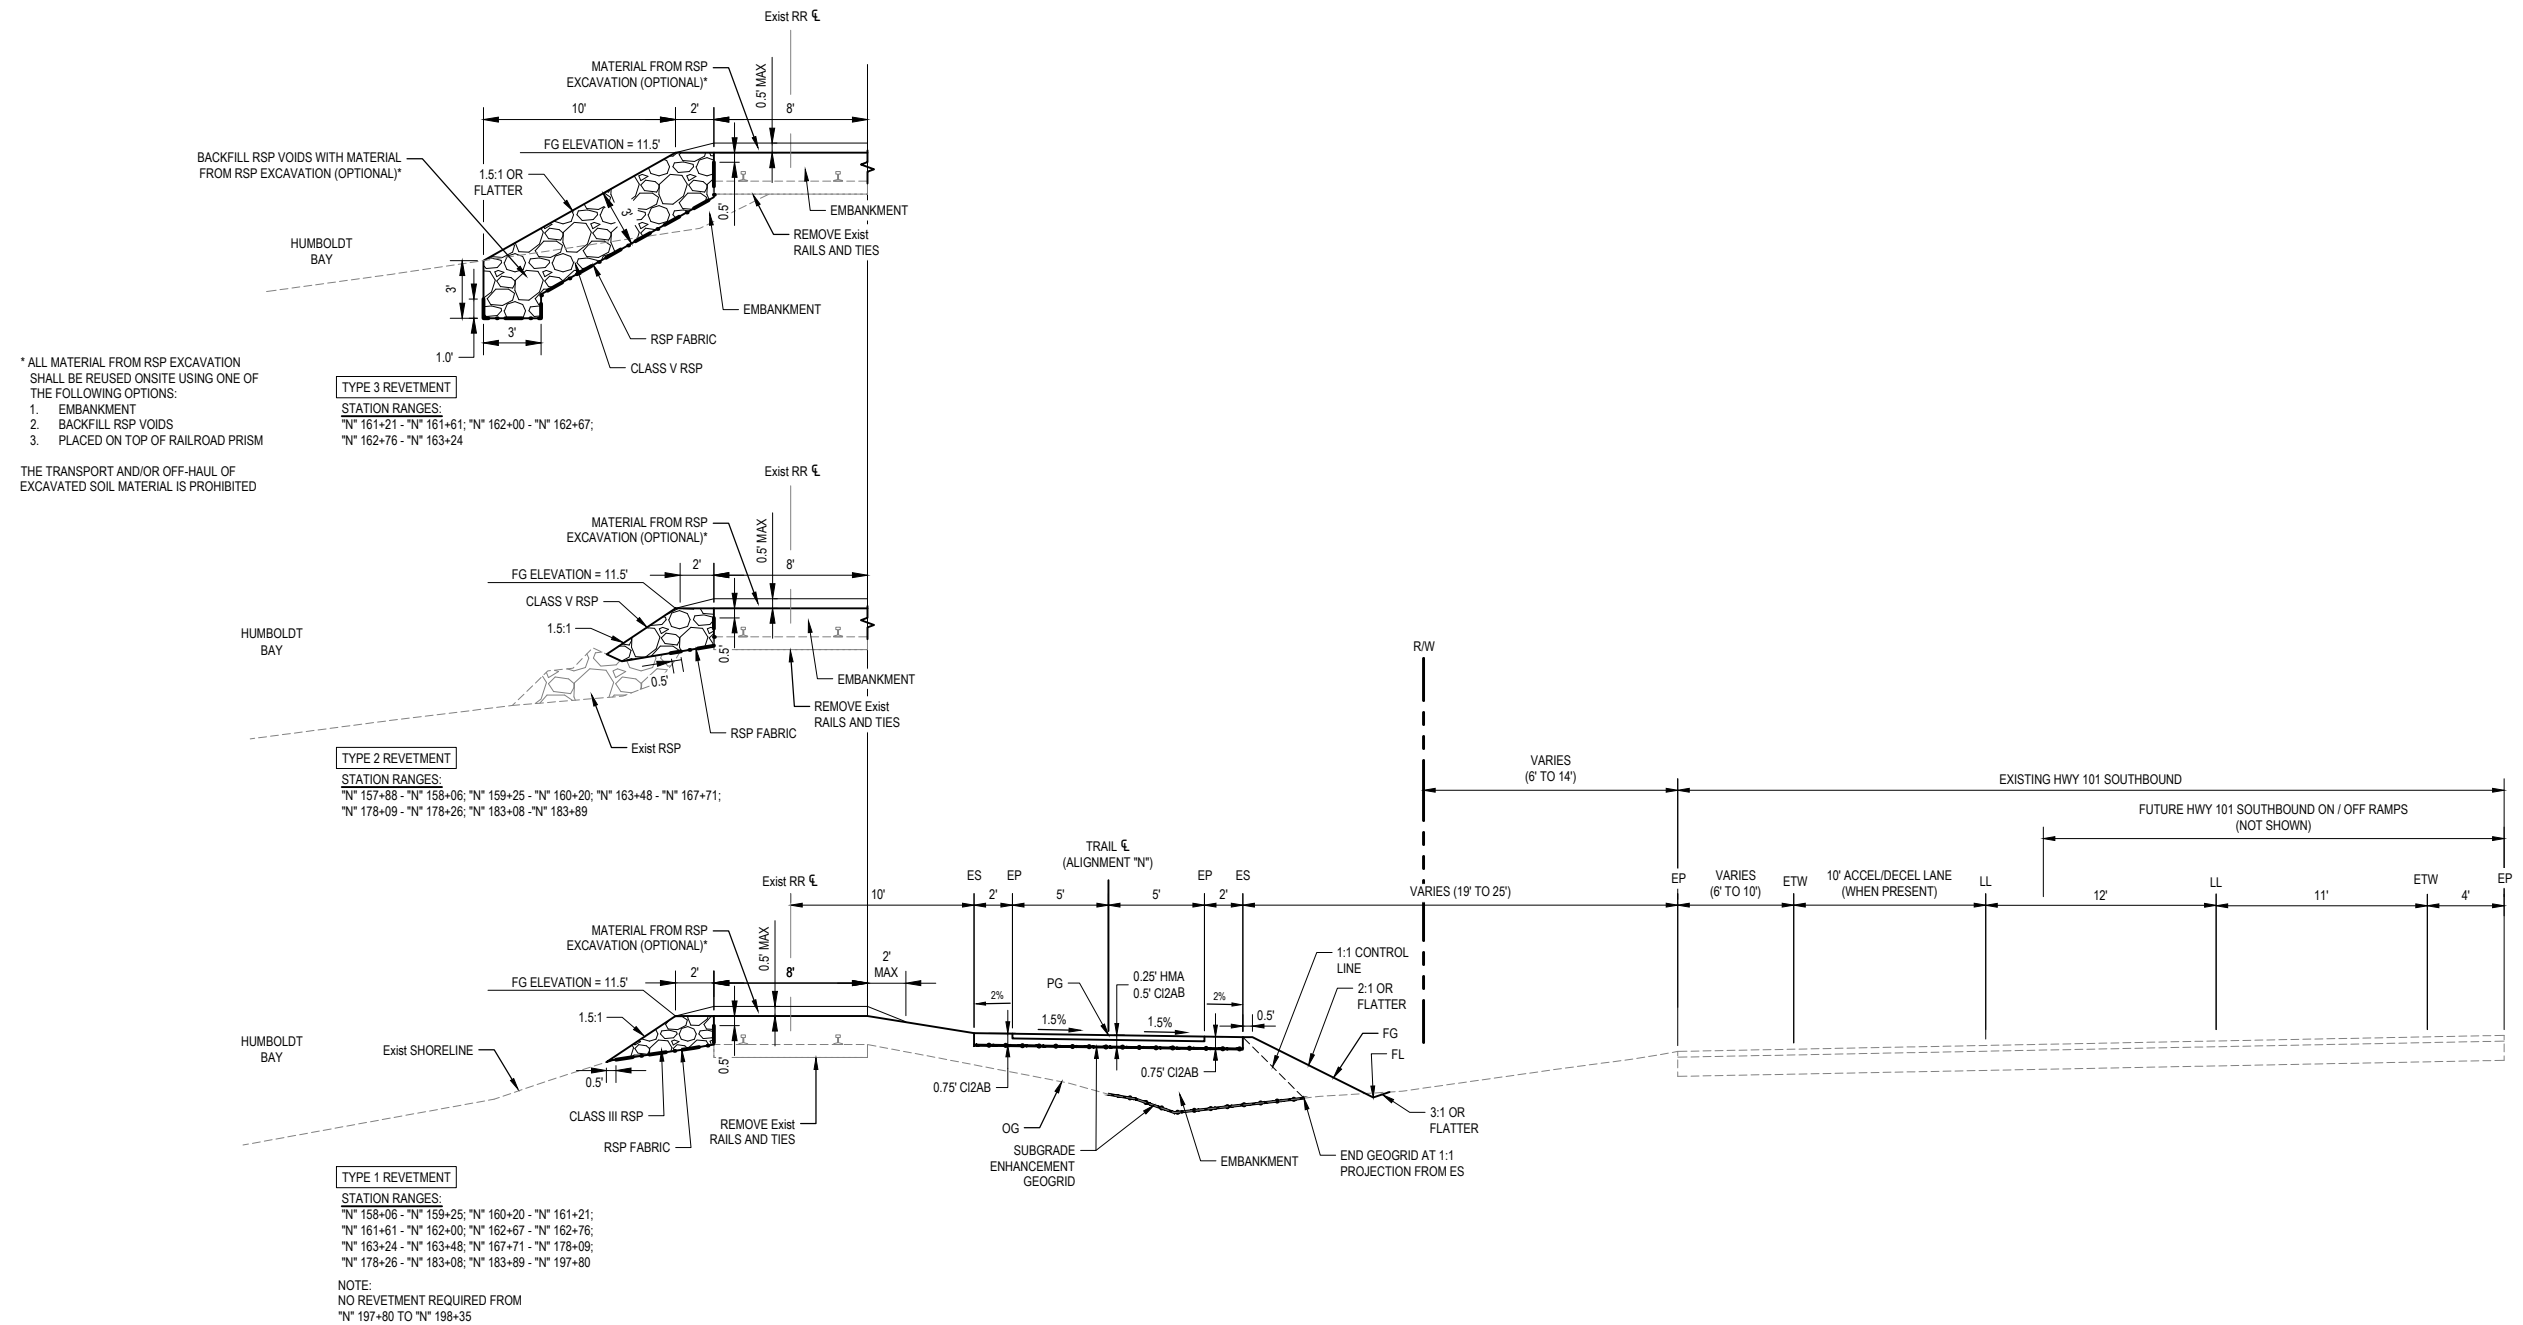 Exist RR ℄
MATERIAL FROM RSP
EXCAVATION (OPTIONAL)*
0.5' MAX
10'
2'
8'
FG ELEVATION = 11.5'
BACKFILL RSP VOIDS WITH MATERIAL
FROM RSP EXCAVATION (OPTIONAL)*
1.5:1 OR
FLATTER
3'
0.5'
EMBANKMENT
REMOVE Exist
RAILS AND TIES
HUMBOLDT
BAY
3'
EMBANKMENT
3'
RSP FABRIC
1.0'
CLASS V RSP
* ALL MATERIAL FROM RSP EXCAVATION
SHALL BE REUSED ONSITE USING ONE OF
THE FOLLOWING OPTIONS:
1. EMBANKMENT
2. BACKFILL RSP VOIDS
3. PLACED ON TOP OF RAILROAD PRISM
THE TRANSPORT AND/OR OFF-HAUL OF
EXCAVATED SOIL MATERIAL IS PROHIBITED
TYPE 3 REVETMENT
STATION RANGES:
"N" 161+21 - "N" 161+61; "N" 162+00 - "N" 162+67;
"N" 162+76 - "N" 163+24
Exist RR ℄
MATERIAL FROM RSP
EXCAVATION (OPTIONAL)*
0.5' MAX
2'
8'
FG ELEVATION = 11.5'
CLASS V RSP
1.5:1
HUMBOLDT
BAY
0.5'
0.5'
EMBANKMENT
REMOVE Exist
RAILS AND TIES
RSP FABRIC
Exist RSP
TYPE 2 REVETMENT
STATION RANGES:
"N" 157+88 - "N" 158+06; "N" 159+25 - "N" 160+20; "N" 163+48 - "N" 167+71;
"N" 178+09 - "N" 178+26; "N" 183+08 -"N" 183+89
R/W
VARIES
(6' TO 14')
EXISTING HWY 101 SOUTHBOUND
FUTURE HWY 101 SOUTHBOUND ON / OFF RAMPS
(NOT SHOWN)
TRAIL ℄
(ALIGNMENT "N")
Exist RR ℄
10'
ES
2'
EP
5'
5'
EP
2'
ES
VARIES (19' TO 25')
EP
VARIES
(6' TO 10')
ETW
10' ACCEL/DECEL LANE
(WHEN PRESENT)
LL
12'
LL
11'
ETW
4'
EP
MATERIAL FROM RSP
EXCAVATION (OPTIONAL)*
0.5' MAX
2'
8'
2'
MAX
FG ELEVATION = 11.5'
1.5:1
HUMBOLDT
BAY
Exist SHORELINE
0.5'
0.5'
CLASS III RSP
RSP FABRIC
REMOVE Exist
RAILS AND TIES
2%
PG
1.5%
0.25' HMA
0.5' Cl2AB
1.5%
2%
0.5'
1:1 CONTROL
LINE
2:1 OR
FLATTER
FG
FL
0.75' Cl2AB
0.75' Cl2AB
OG
SUBGRADE
ENHANCEMENT
GEOGRID
EMBANKMENT
3:1 OR
FLATTER
END GEOGRID AT 1:1
PROJECTION FROM ES
TYPE 1 REVETMENT
STATION RANGES:
"N" 158+06 - "N" 159+25; "N" 160+20 - "N" 161+21;
"N" 161+61 - "N" 162+00; "N" 162+67 - "N" 162+76;
"N" 163+24 - "N" 163+48; "N" 167+71 - "N" 178+09;
"N" 178+26 - "N" 183+08; "N" 183+89 - "N" 197+80
NOTE:
NO REVETMENT REQUIRED FROM
"N" 197+80 TO "N" 198+35